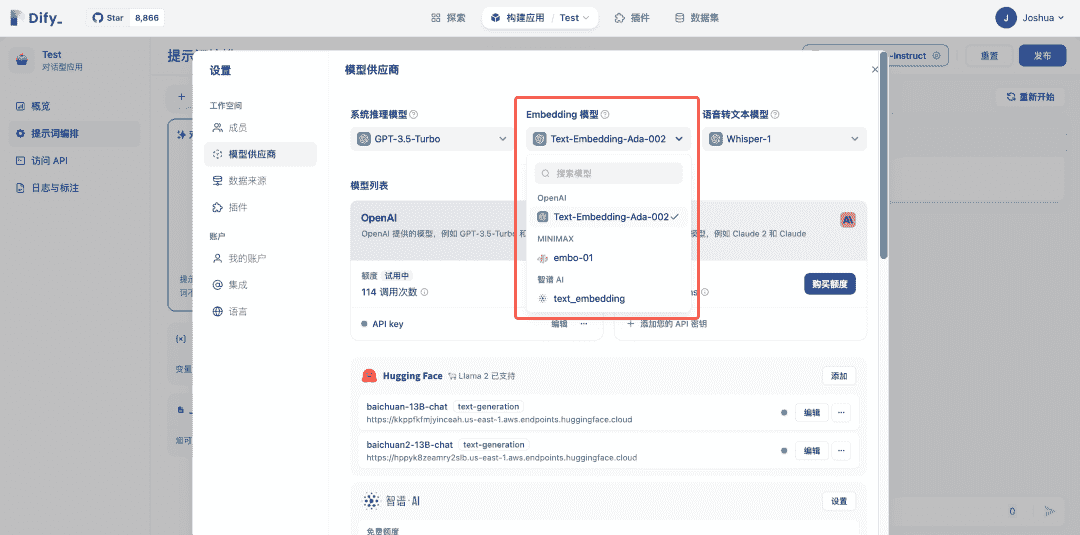 Dify_
Star 8,866
探索
构建应用 / Test
插件
数据集
J Joshua
Test
对话型应用
概览
提示词编排
访问 API
日志与标注
-Instruct
重置
发布
重新开始
设置
工作空间
成员
模型供应商
数据来源
插件
账户
我的账户
集成
语言
模型供应商
系统推理模型
GPT-3.5-Turbo
Embedding 模型
Text-Embedding-Ada-002
语音转文本模型
Whisper-1
搜索模型
OpenAI
Text-Embedding-Ada-002
MINIMAX
embo-01
智谱 AI
text_embedding
模型列表
OpenAI
OpenAI 提供的模型，例如 GPT-3.5-Turbo 和
模型，例如 Claude 2 和 Claude
额度 试用中
114 调用次数
购买额度
API key
编辑
添加您的 API 密钥
Hugging Face
Llama 2 已支持
添加
baichuan-13B-chat text-generation
https://kkppfkfmjyinceah.us-east-1.aws.endpoints.huggingface.cloud
编辑
baichuan2-13B-chat text-generation
https://hppyk8zeamry2slb.us-east-1.aws.endpoints.huggingface.cloud
编辑
智谱·AI
设置
免费额度
0